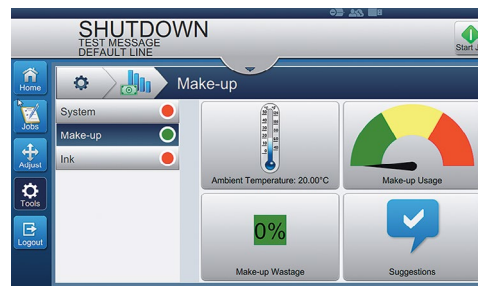 SHUTDOWN
TEST MESSAGE
DEFAULT LINE
Start J
Home
Make-up
Jobs
System
Make-up
Ink
Adjust
Tools
Logout
Ambient Temperature: 20.00°C
Make-up Usage
0%
Make-up Wastage
Suggestions